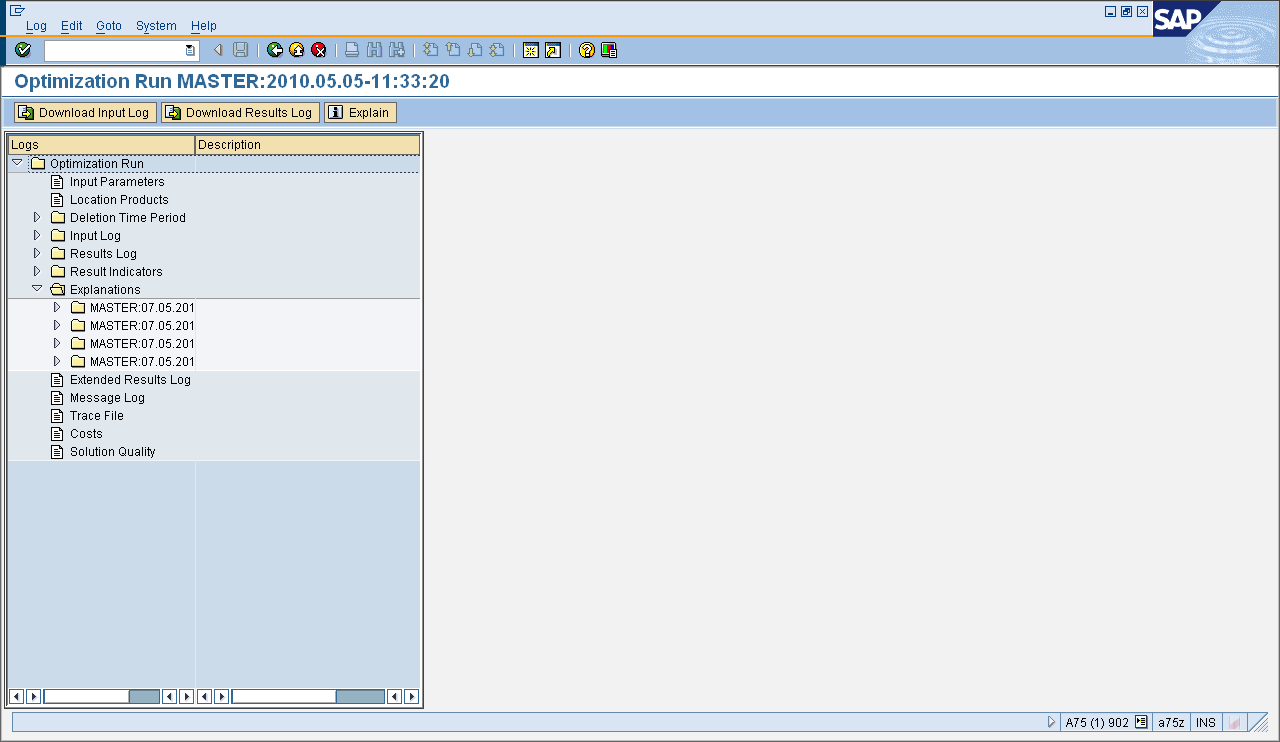 Log Edit Goto System Help
SAP
Optimization Run MASTER:2010.05.05-11:33:20
Download Input Log Download Results Log Explain
Logs Description
Optimization Run
Input Parameters
Location Products
Deletion Time Period
Input Log
Results Log
Result Indicators
Explanations
MASTER:07.05.201
MASTER:07.05.201
MASTER:07.05.201
MASTER:07.05.201
Extended Results Log
Message Log
Trace File
Costs
Solution Quality
A75 (1) 902 a75z INS